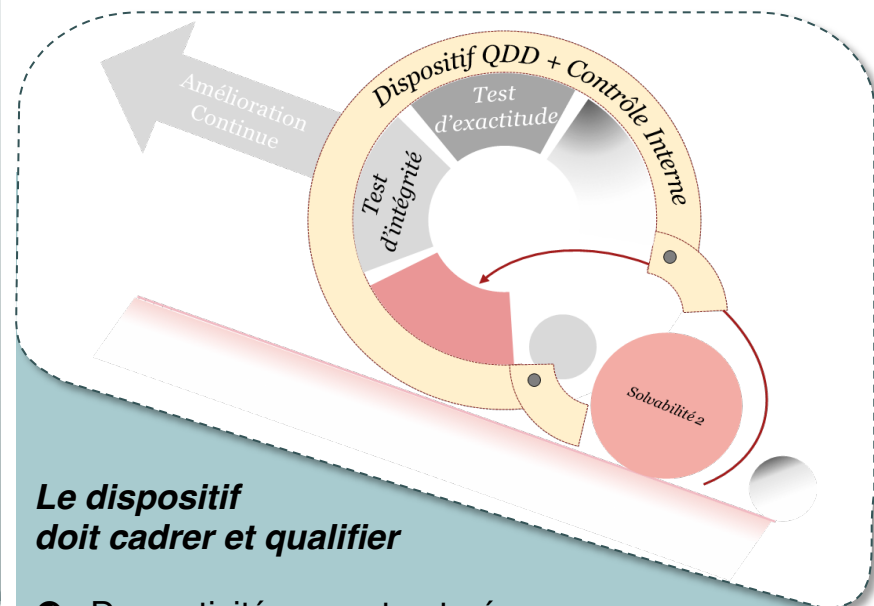 Dispositif QDD + Contrôle Interne
Amélioration
Continue
Test
d'exactitude
Test
d'intégrité
Solvabilité 2
Le dispositif
doit cadrer et qualifier